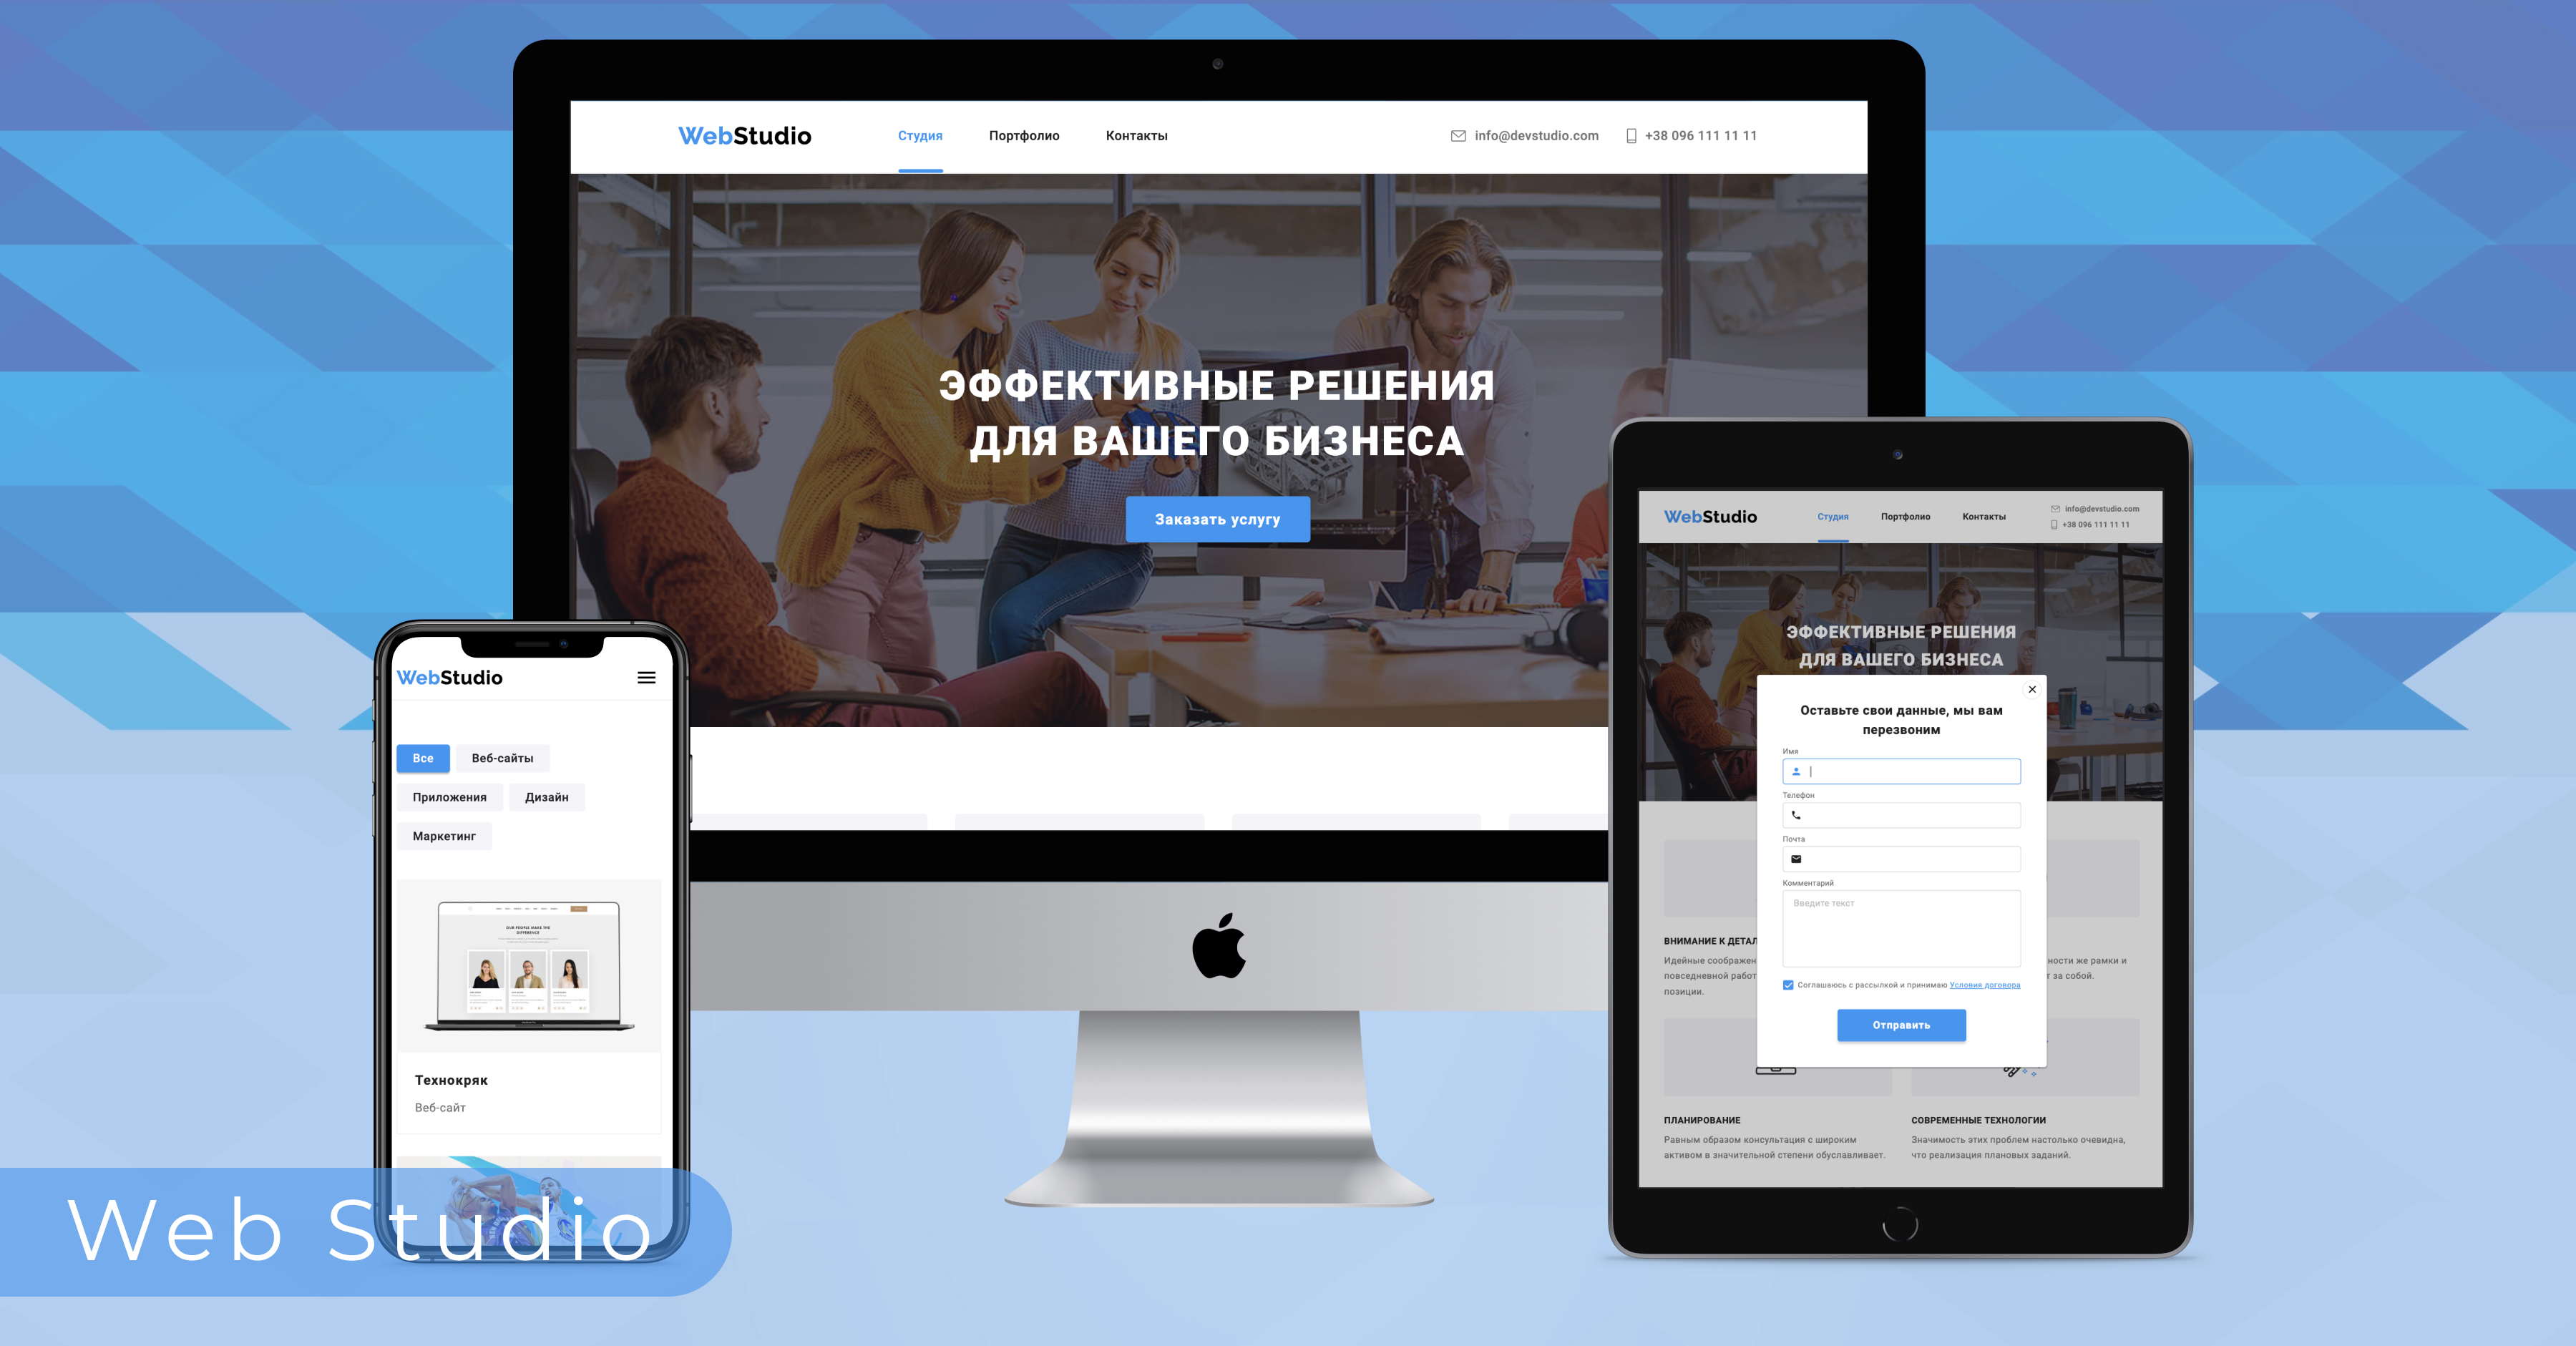 WebStudio
Студия
Портфолио
Контакты
info@devstudio.com
+38 096 111 11 11
ЭФФЕКТИВНЫЕ РЕШЕНИЯ
ДЛЯ ВАШЕГО БИЗНЕСА
Заказать услугу
WebStudio
Все
Веб-сайты
Приложения
Дизайн
Маркетинг
OUR PEOPLE MAKE THE
DIFFERENCE
Технокряк
Веб-сайт
Web Studio
WebStudio
Студия
Портфолио
Контакты
info@devstudio.com
+38 096 111 11 11
ЭФФЕКТИВНЫЕ РЕШЕНИЯ
ДЛЯ ВАШЕГО БИЗНЕСА
Оставьте свои данные, мы вам
перезвоним
Имя
Телефон
Почта
Комментарий
Введите текст
Соглашаюсь с рассылкой и принимаю Условия договора
Отправить
ВНИМАНИЕ К ДЕТАЛ
Идейные соображен
повседневной работ
позиции.
ности же рамки и
т за собой.
ПЛАНИРОВАНИЕ
Равным образом консультация с широким
активом в значительной степени обуславливает.
СОВРЕМЕННЫЕ ТЕХНОЛОГИИ
Значимость этих проблем настолько очевидна,
что реализация плановых заданий.